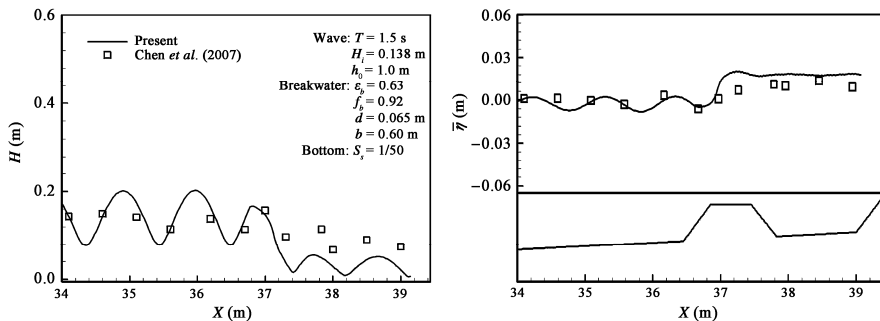 0.6
0.4
0.2
0.0
H (m)
Present
Chen et al. (2007)
Wave: T = 1.5 s
H_i = 0.138 m
h_0 = 1.0 m
Breakwater: ε_b = 0.63
f_b = 0.92
d = 0.065 m
b = 0.60 m
Bottom: S_s = 1/50
34 35 36 37 38 39
X (m)
0.06
0.03
0.00
−0.03
−0.06
η̅ (m)
34 35 36 37 38 39
X (m)